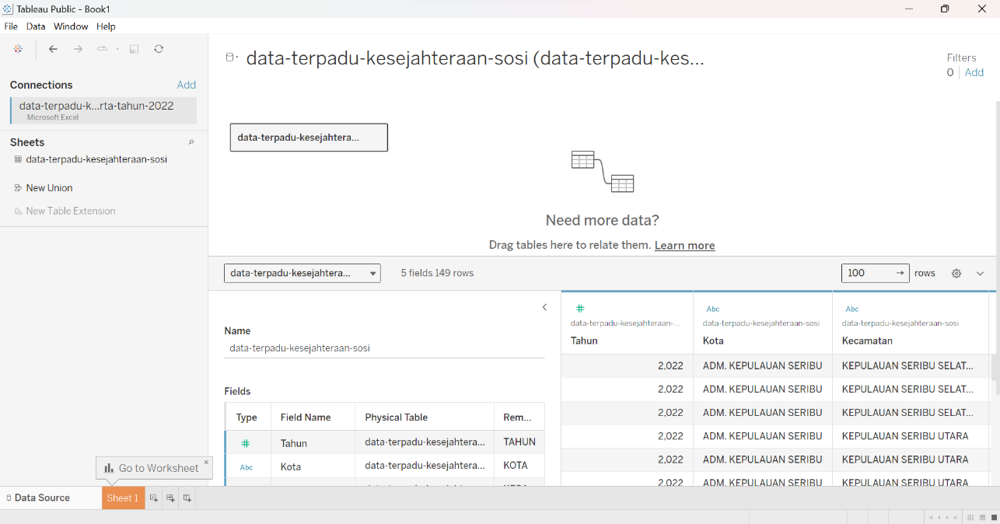 Tableau Public - Book1
File Data Window Help
Connections
Add
data-terpadu-k...rta-tahun-2022
Microsoft Excel
Sheets
data-terpadu-kesejahteraan-sosi
New Union
New Table Extension
data-terpadu-kesejahteraan-sosi (data-terpadu-kes...
Filters
0 Add
data-terpadu-kesejahtera...
Need more data?
Drag tables here to relate them. Learn more
data-terpadu-kesejahtera... 5 fields 149 rows 100 → rows
Name
data-terpadu-kesejahteraan-sosi
Fields
Type Field Name Physical Table Rem...
# Tahun data-terpadu-kesejahtera... TAHUN
Abc Kota data-terpadu-kesejahtera... KOTA
# Abc Abc
data-terpadu-kesejahteraan-... data-terpadu-kesejahteraan-sosi data-terpadu-kesejahteraan-sosi
Tahun Kota Kecamatan
2,022 ADM. KEPULAUAN SERIBU KEPULAUAN SERIBU SELAT...
2,022 ADM. KEPULAUAN SERIBU KEPULAUAN SERIBU SELAT...
2,022 ADM. KEPULAUAN SERIBU KEPULAUAN SERIBU SELAT...
2,022 ADM. KEPULAUAN SERIBU KEPULAUAN SERIBU UTARA
2,022 ADM. KEPULAUAN SERIBU KEPULAUAN SERIBU UTARA
2,022 ADM. KEPULAUAN SERIBU KEPULAUAN SERIBU UTARA
Go to Worksheet ×
Data Source Sheet 1